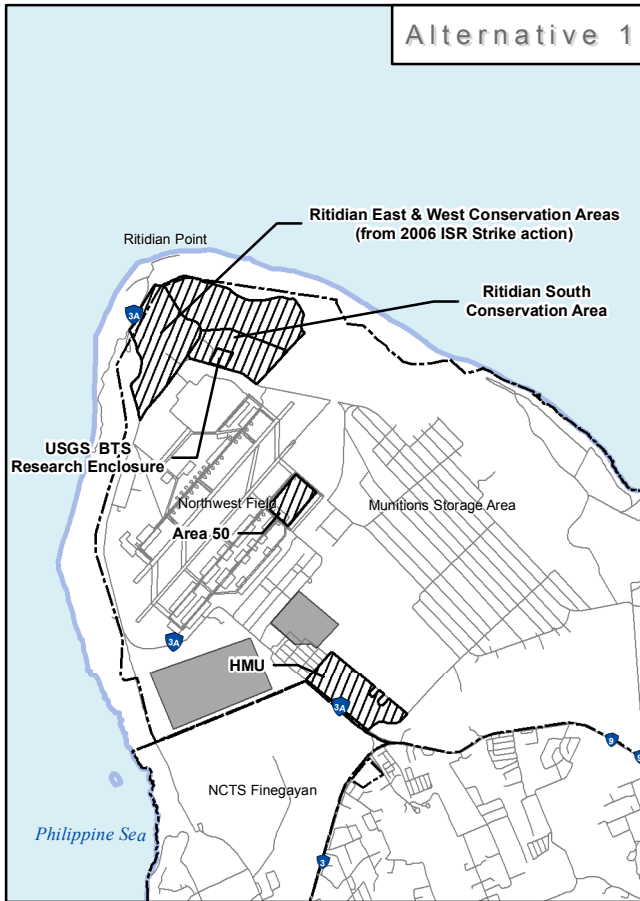 Alternative 1
Ritidian East & West Conservation Areas
(from 2006 ISR Strike action)
Ritidian Point
Ritidian South
Conservation Area
3A
USGS BTS
Research Enclosure
Northwest Field
Munitions Storage Area
Area 50
3A
HMU
3A
9
NCTS Finegayan
Philippine Sea
3